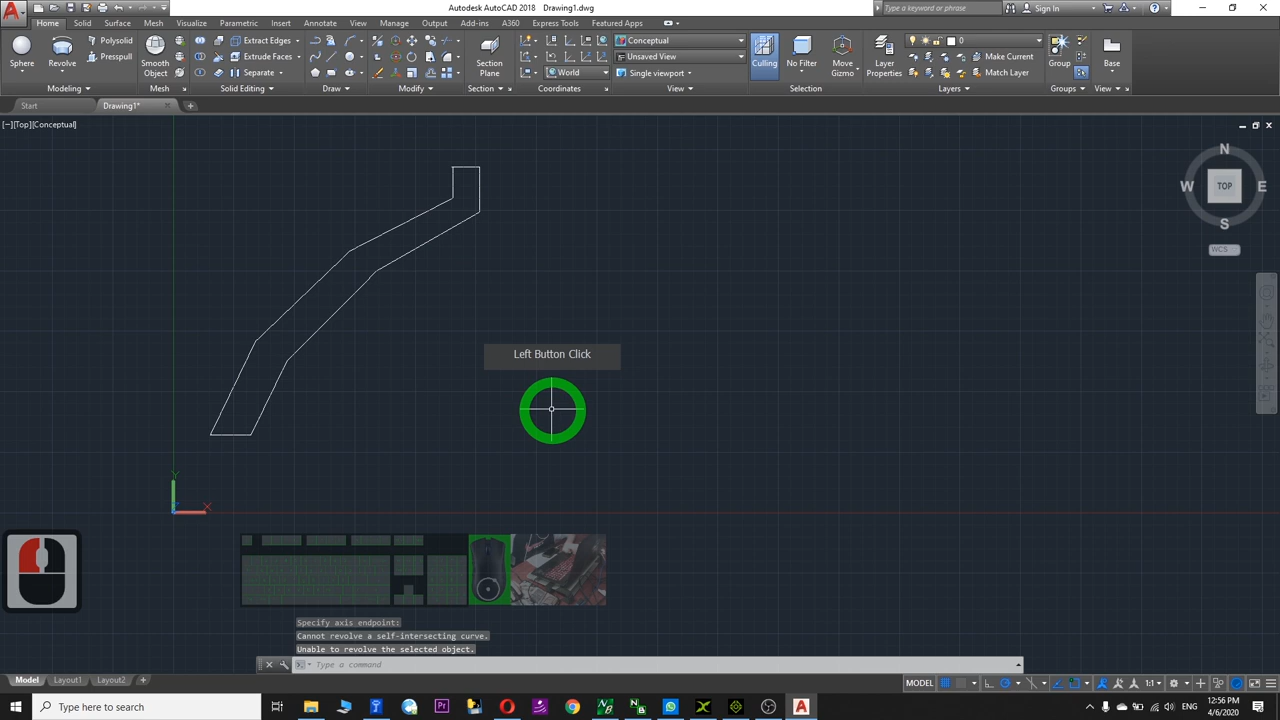 Autodesk AutoCAD 2018 Drawing1.dwg
Type a keyword or phrase
Sign In
Home Solid Surface Mesh Visualize Parametric Insert Annotate View Manage Output Add-ins A360 Express Tools Featured Apps
Polysolid
Presspull
Sphere
Revolve
Smooth
Object
Extract Edges
Extrude Faces
Separate
Section
Plane
World
Conceptual
Unsaved View
Single viewport
Culling
No Filter
Move
Gizmo
Layer
Properties
0
Make Current
Match Layer
Group
Base
Modeling
Mesh
Solid Editing
Draw
Modify
Section
Coordinates
View
Selection
Layers
Groups
View
Start
Drawing1*
[−][Top][Conceptual]
N
W TOP E
S
WCS
Left Button Click
Y
X
Specify axis endpoint:
Cannot revolve a self-intersecting curve.
Unable to revolve the selected object.
Type a command
Model Layout1 Layout2
MODEL
1:1
Type here to search
ENG
12:56 PM
4/6/2020